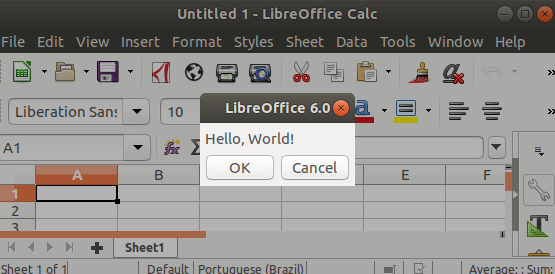 Untitled 1 - LibreOffice Calc
File Edit View Insert Format Styles Sheet Data Tools Window Help
Liberation Sans 10
LibreOffice 6.0
Hello, World!
OK Cancel
A1
A B E F
1
2
3
Sheet1
Sheet 1 of 1 Default Portuguese (Brazil) Average: ; Sum: